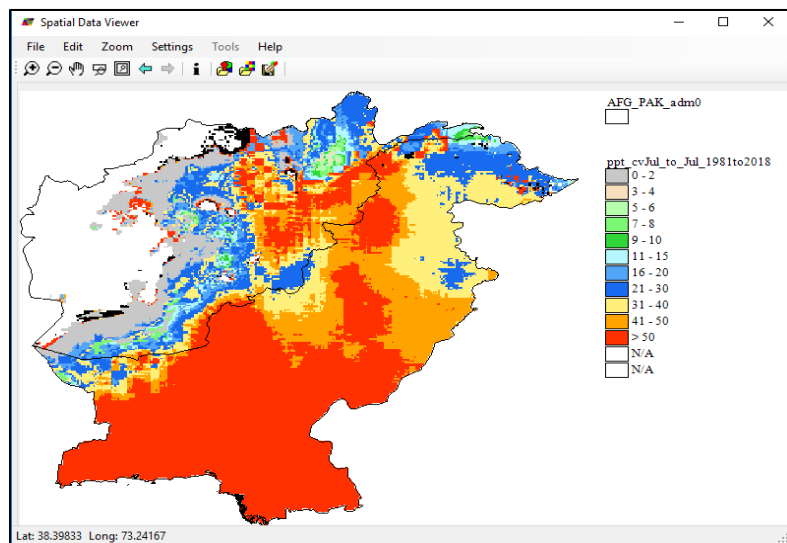 Spatial Data Viewer
File Edit Zoom Settings Tools Help
AFG_PAK_adm0
ppt_cvJul_to_Jul_1981to2018
0 - 2
3 - 4
5 - 6
7 - 8
9 - 10
11 - 15
16 - 20
21 - 30
31 - 40
41 - 50
> 50
N/A
N/A
Lat: 38.39833 Long: 73.24167